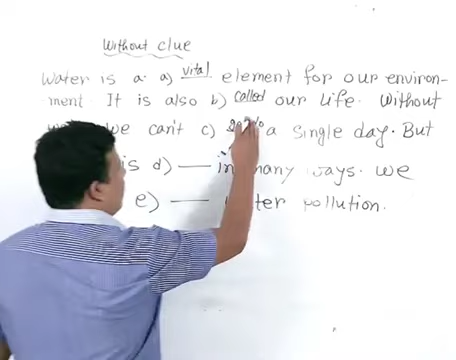 Without clue
Water is a a) vital element for our environ-
ment. It is also b) called our life. Without
we can't c) a single day. But
is d) — in many ways. We
e) — water pollution.